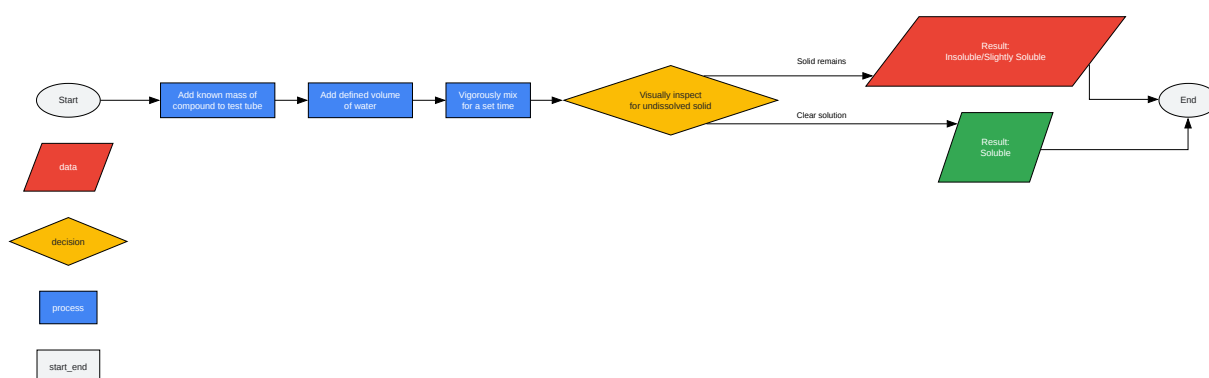 Start
Add known mass of
compound to test tube
Add defined volume
of water
Vigorously mix
for a set time
Visually inspect
for undissolved solid
Solid remains
Clear solution
Result:
Insoluble/Slightly Soluble
Result:
Soluble
End
data
decision
process
start_end